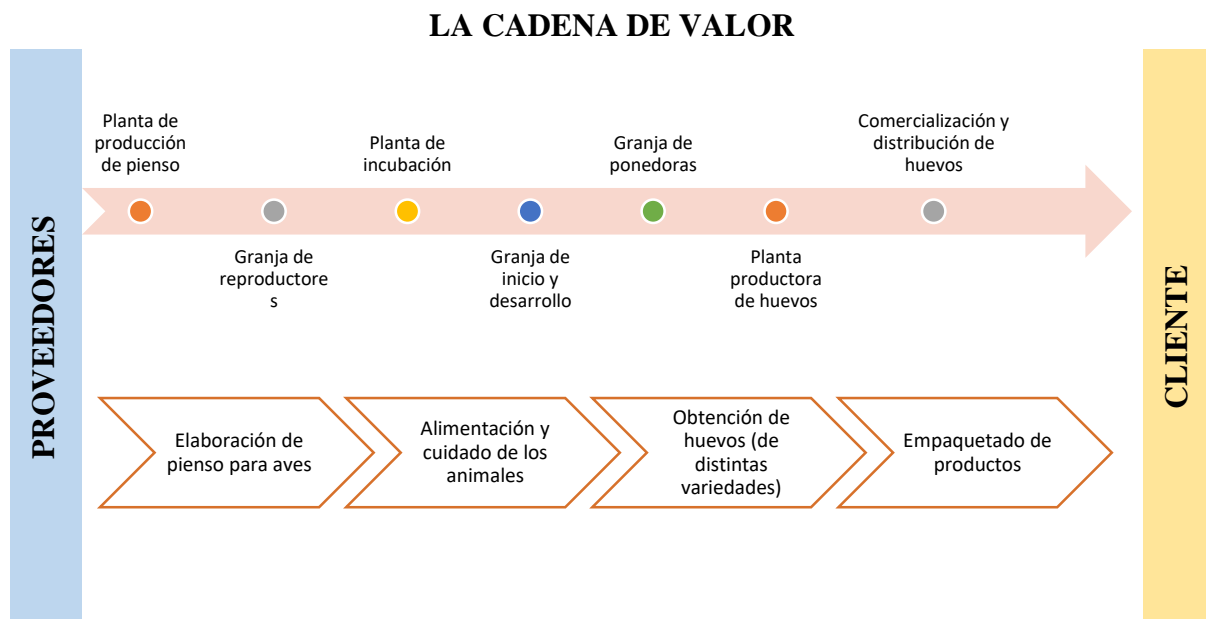 LA CADENA DE VALOR
PROVEEDORES
Planta de
producción
de pienso
Planta de
incubación
Granja de
ponedoras
Comercialización y
distribución de
huevos
Granja de
reproductore
s
Granja de
inicio y
desarrollo
Planta
productora
de huevos
Elaboración de
pienso para aves
Alimentación y
cuidado de los
animales
Obtención de
huevos (de
distintas
variedades)
Empaquetado de
productos
CLIENTE